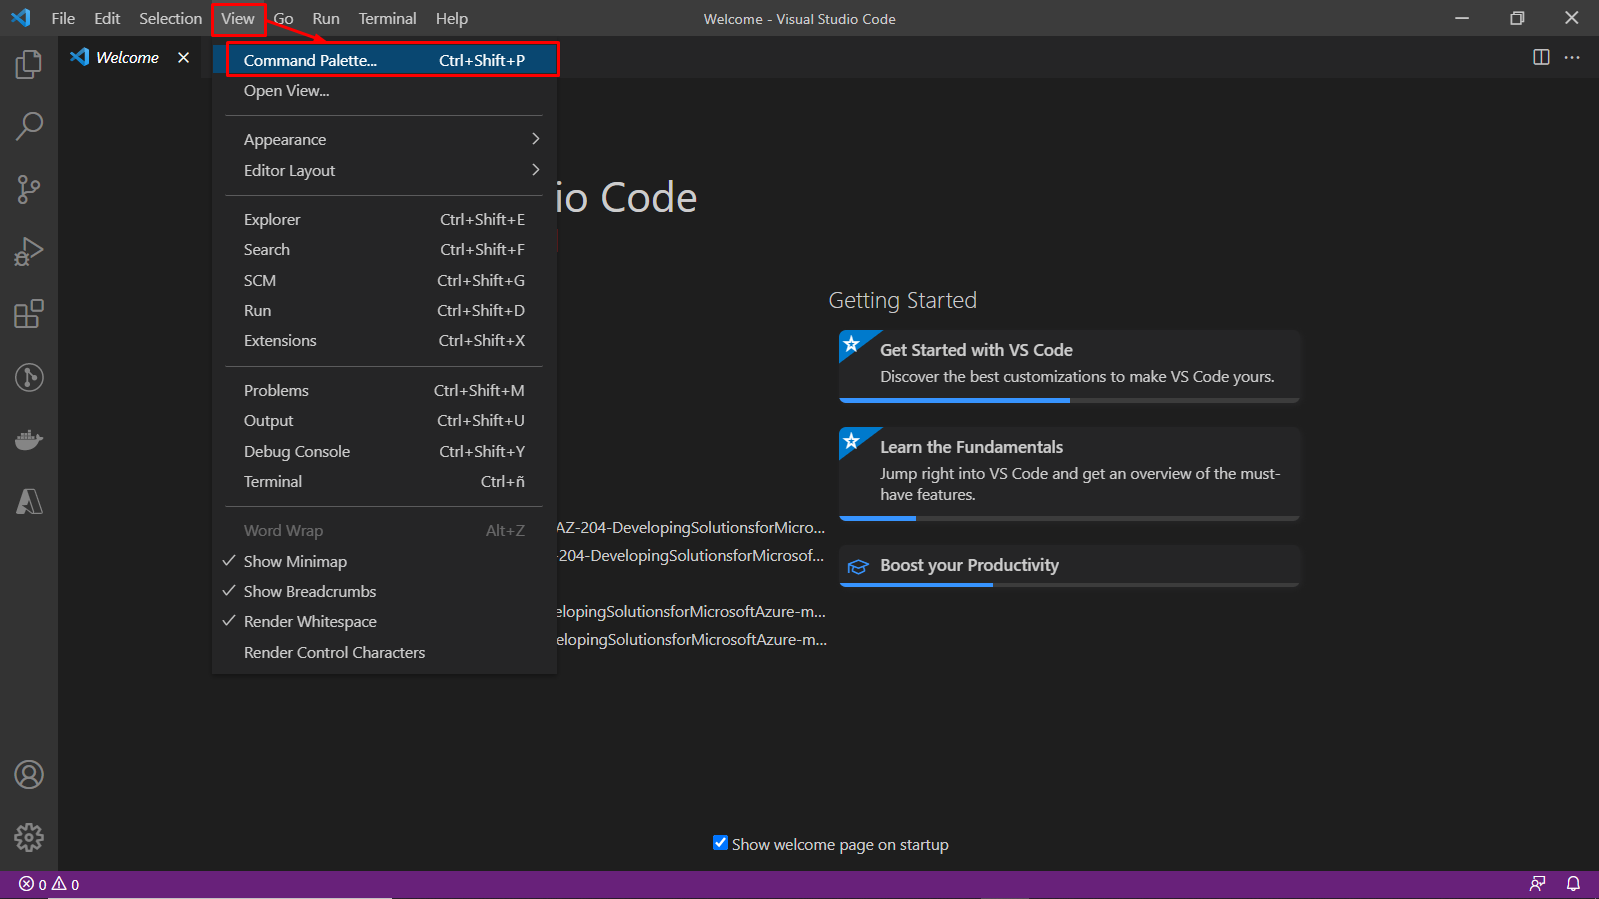 File Edit Selection View Go Run Terminal Help
Welcome - Visual Studio Code
Welcome
Command Palette... Ctrl+Shift+P
Open View...
Appearance
Editor Layout
Explorer Ctrl+Shift+E
Search Ctrl+Shift+F
SCM Ctrl+Shift+G
Run Ctrl+Shift+D
Extensions Ctrl+Shift+X
Problems Ctrl+Shift+M
Output Ctrl+Shift+U
Debug Console Ctrl+Shift+Y
Terminal Ctrl+ñ
Word Wrap Alt+Z
Show Minimap
Show Breadcrumbs
Render Whitespace
Render Control Characters
io Code
AZ-204-DevelopingSolutionsforMicro...
-204-DevelopingSolutionsforMicrosof...
elopingSolutionsforMicrosoftAzure-m...
elopingSolutionsforMicrosoftAzure-m...
Getting Started
Get Started with VS Code
Discover the best customizations to make VS Code yours.
Learn the Fundamentals
Jump right into VS Code and get an overview of the must-
have features.
Boost your Productivity
Show welcome page on startup
0 0